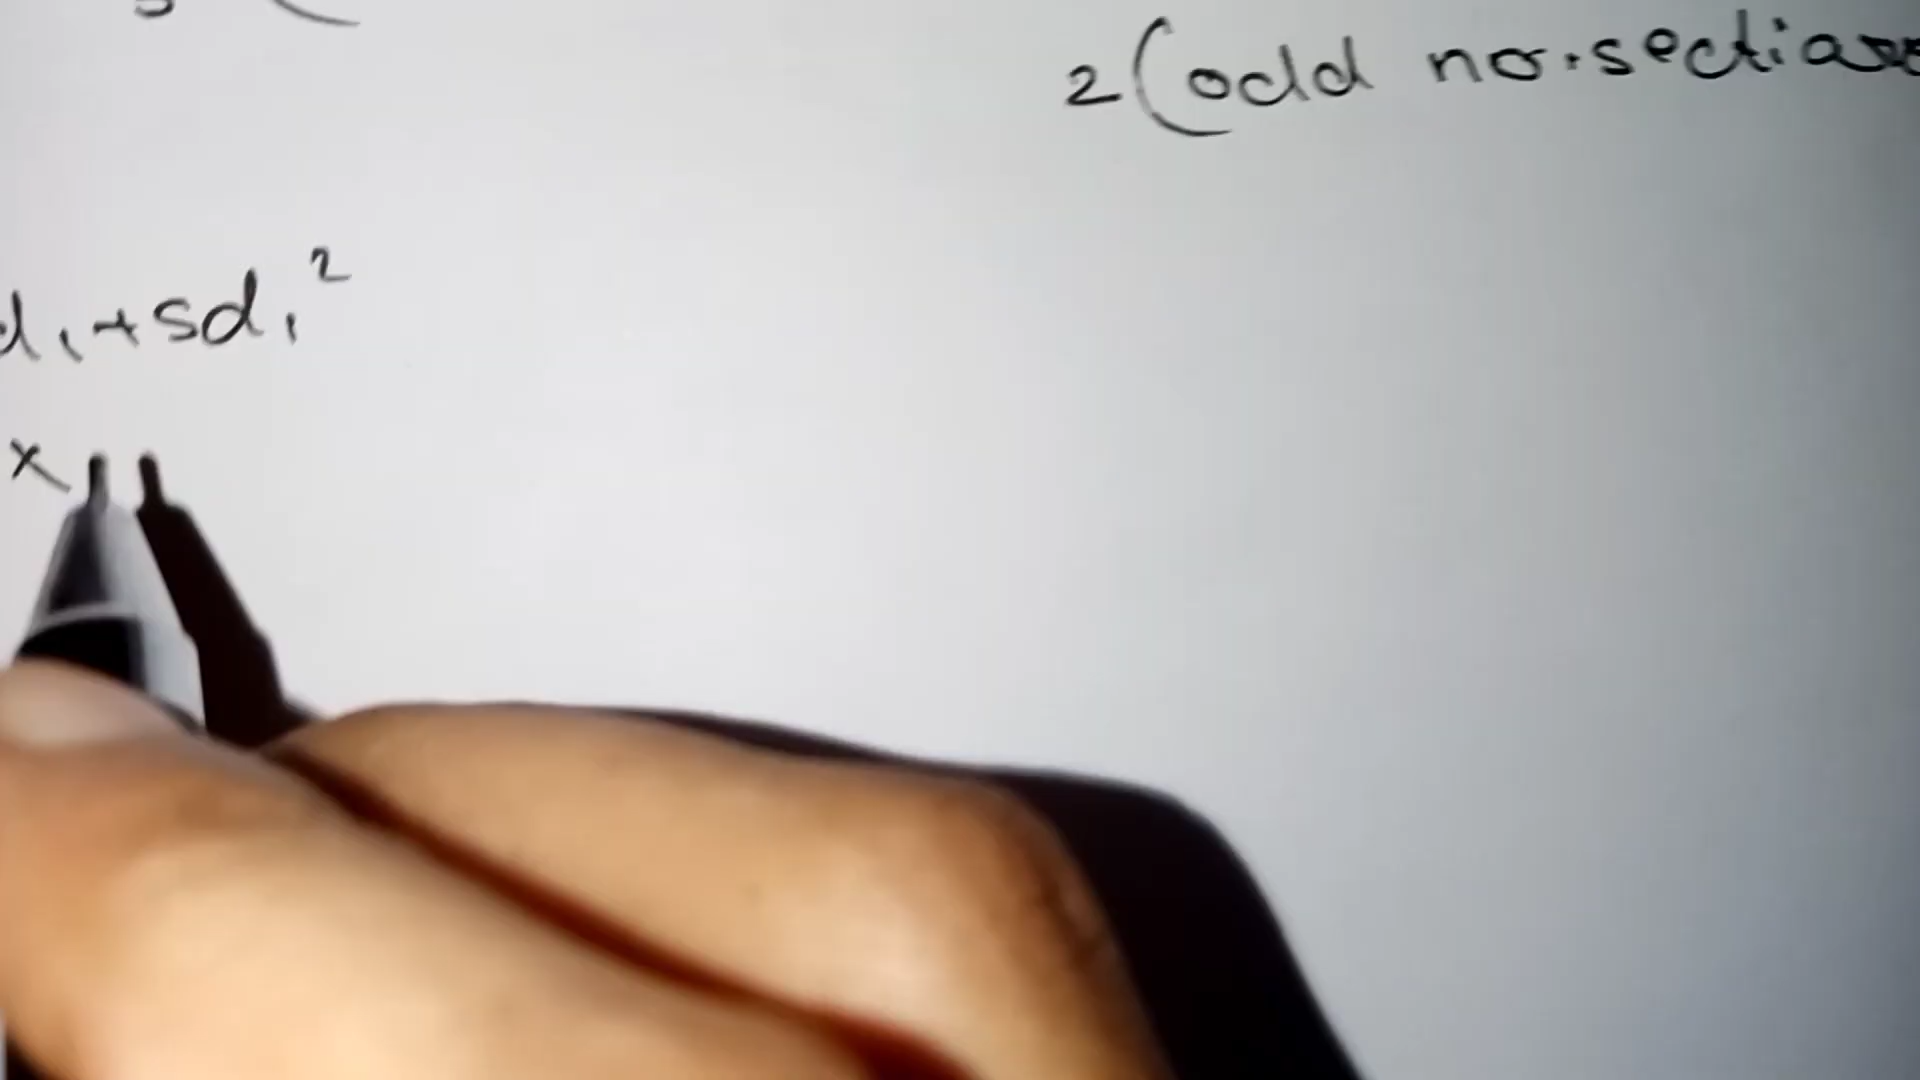 2(odd no.sections
d₁+sd₁²
x